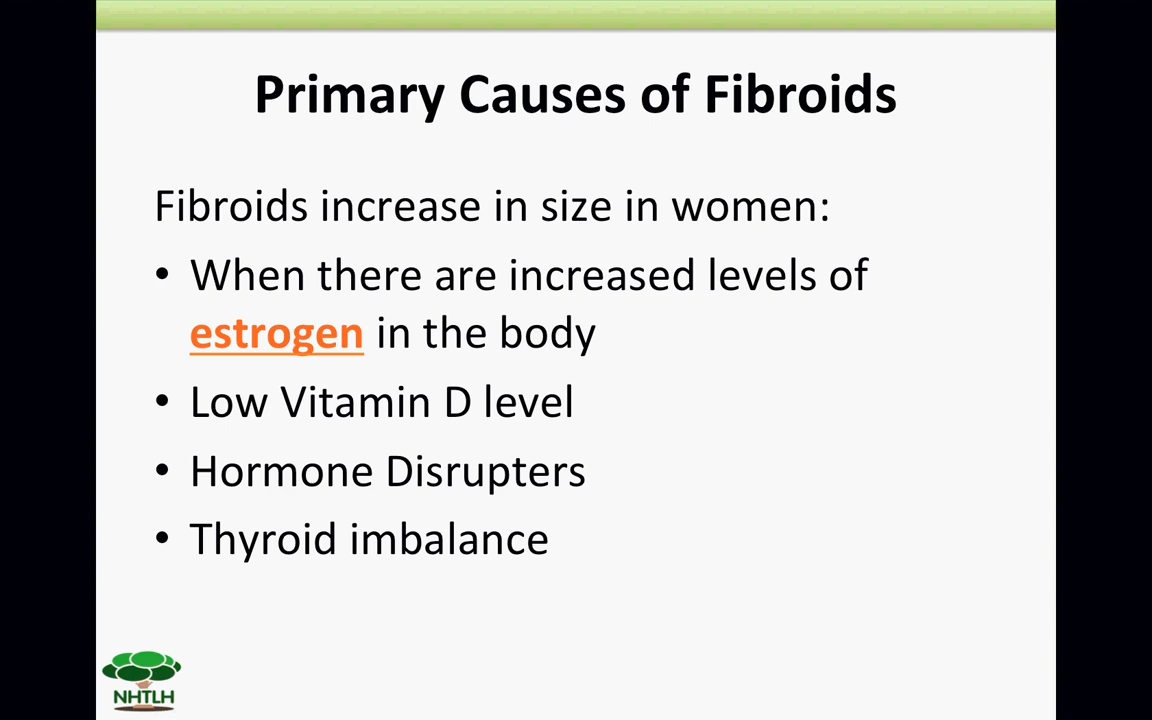 Primary Causes of Fibroids
Fibroids increase in size in women:
• When there are increased levels of
estrogen in the body
• Low Vitamin D level
• Hormone Disrupters
• Thyroid imbalance
NHTLH